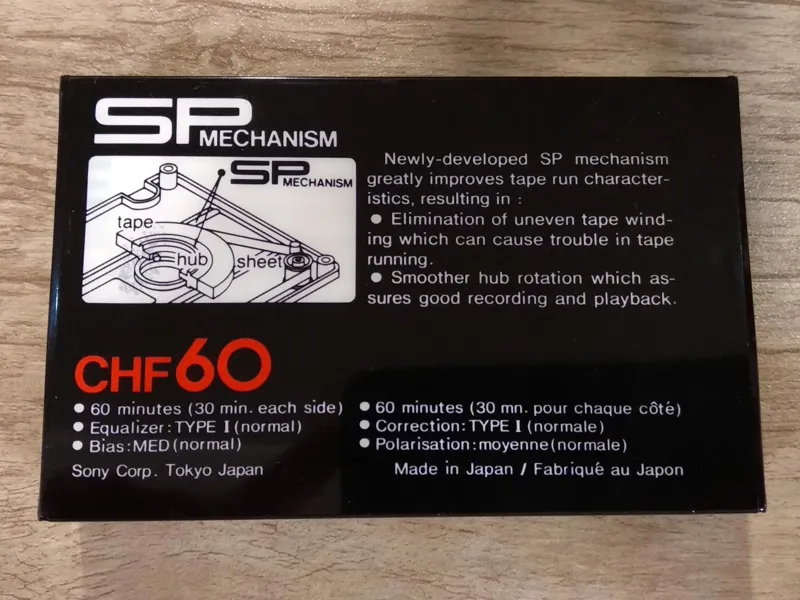 SP MECHANISM
SP MECHANISM
tape
hub
sheet
Newly-developed SP mechanism
greatly improves tape run character-
istics, resulting in :
● Elimination of uneven tape wind-
ing which can cause trouble in tape
running.
● Smoother hub rotation which as-
sures good recording and playback.
CHF60
● 60 minutes (30 min. each side)
● Equalizer: TYPE I (normal)
● Bias: MED (normal)
Sony Corp. Tokyo Japan
● 60 minutes (30 mn. pour chaque côté)
● Correction: TYPE I (normale)
● Polarisation: moyenne (normale)
Made in Japan / Fabriqué au Japon